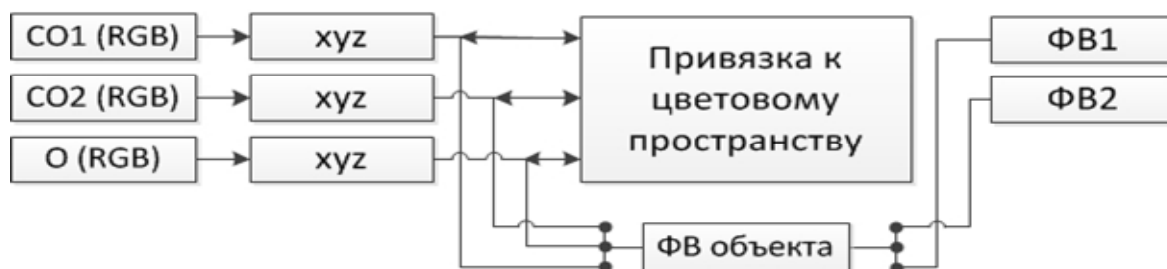 СО1 (RGB)
xyz
СО2 (RGB)
xyz
О (RGB)
xyz
Привязка к
цветовому
пространству
ФВ1
ФВ2
ФВ объекта